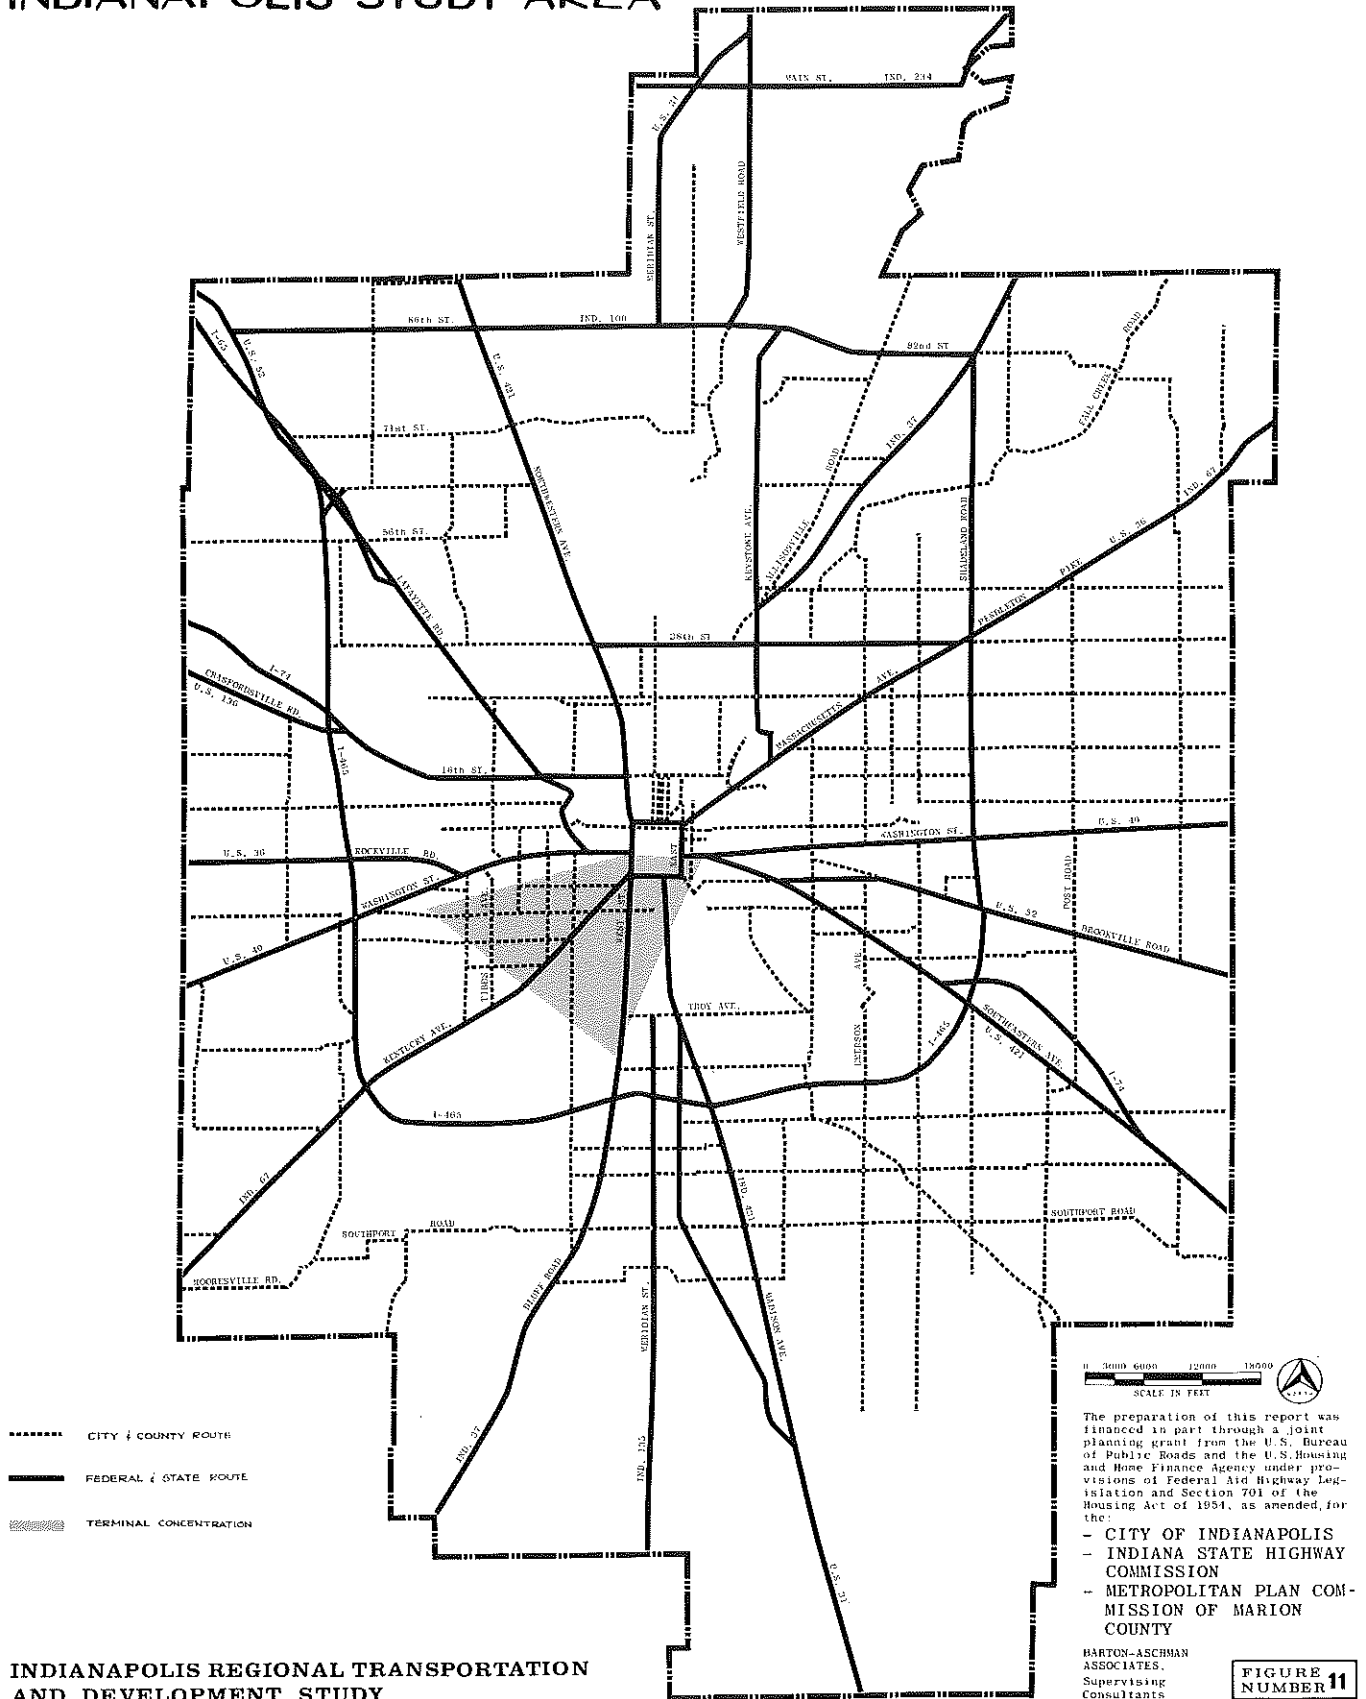 INDIANAPOLIS STUDY AREA
MAIN ST. IND. 234
U.S. 31
MERIDIAN ST.
WESTFIELD ROAD
86th ST. IND. 100
I-65
U.S. 52
U.S. 421
92nd ST
ROAD
FALL CREEK
71st ST.
IND. 37
NORTHWESTERN AVE.
ROAD
ALLISONVILLE
KEYSTONE AVE.
SHADELAND ROAD
IND. 67
U.S. 36
56th ST.
LAFAYETTE RD.
PENDLETON PIKE
38th ST
I-74
CRAFORDSVILLE RD.
U.S. 136
MASSACHUSETTS AVE.
I-465
16th ST.
WASHINGTON ST.
U.S. 40
U.S. 36 ROCKVILLE RD.
EAST
WASHINGTON ST.
POST ROAD
U.S. 52
BROOKVILLE ROAD
U.S. 40
WEST ST.
TIBBS AVE.
EMERSON AVE.
TROY AVE.
KENTUCKY AVE.
I-465
SOUTHEASTERN AVE.
U.S. 421
I-74
I-465
IND. 67
IND. 431
SOUTHPORT ROAD
SOUTHPORT ROAD
MOORESVILLE RD.
BLUFF ROAD
MERIDIAN ST.
MADISON AVE.
IND. 37
IND. 135
U.S. 31
0 3000 6000 12000 18000
SCALE IN FEET
NORTH
CITY & COUNTY ROUTE
FEDERAL & STATE ROUTE
TERMINAL CONCENTRATION
The preparation of this report was
financed in part through a joint
planning grant from the U.S. Bureau
of Public Roads and the U.S. Housing
and Home Finance Agency under pro-
visions of Federal Aid Highway Leg-
islation and Section 701 of the
Housing Act of 1954, as amended, for
the:
- CITY OF INDIANAPOLIS
- INDIANA STATE HIGHWAY
COMMISSION
- METROPOLITAN PLAN COM-
MISSION OF MARION
COUNTY
BARTON-ASCHMAN
ASSOCIATES.
Supervising
Consultants
FIGURE
NUMBER 11
INDIANAPOLIS REGIONAL TRANSPORTATION
AND DEVELOPMENT STUDY